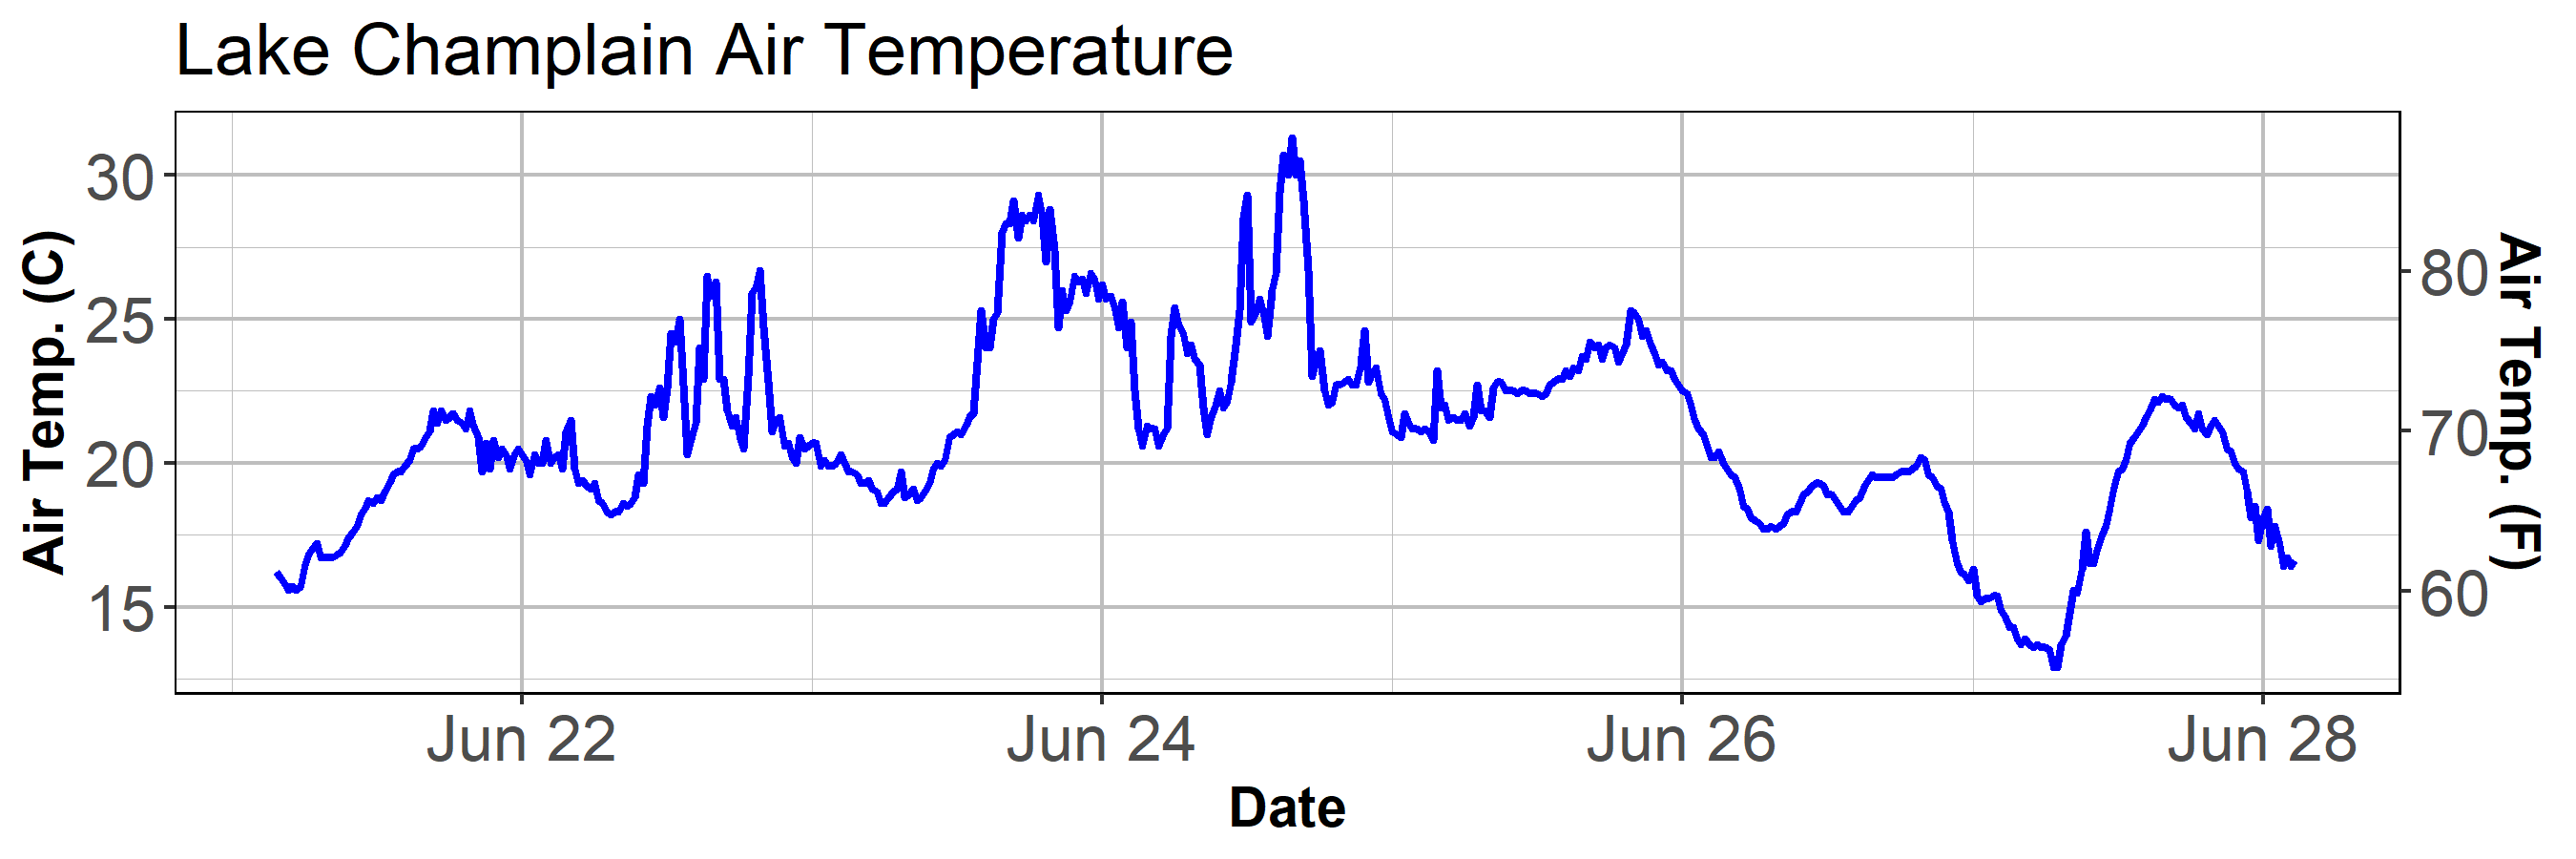 Lake Champlain Air Temperature
Air Temp. (C)
30
25
20
15
80
70
60
Air Temp. (F)
Jun 22 Jun 24 Jun 26 Jun 28
Date